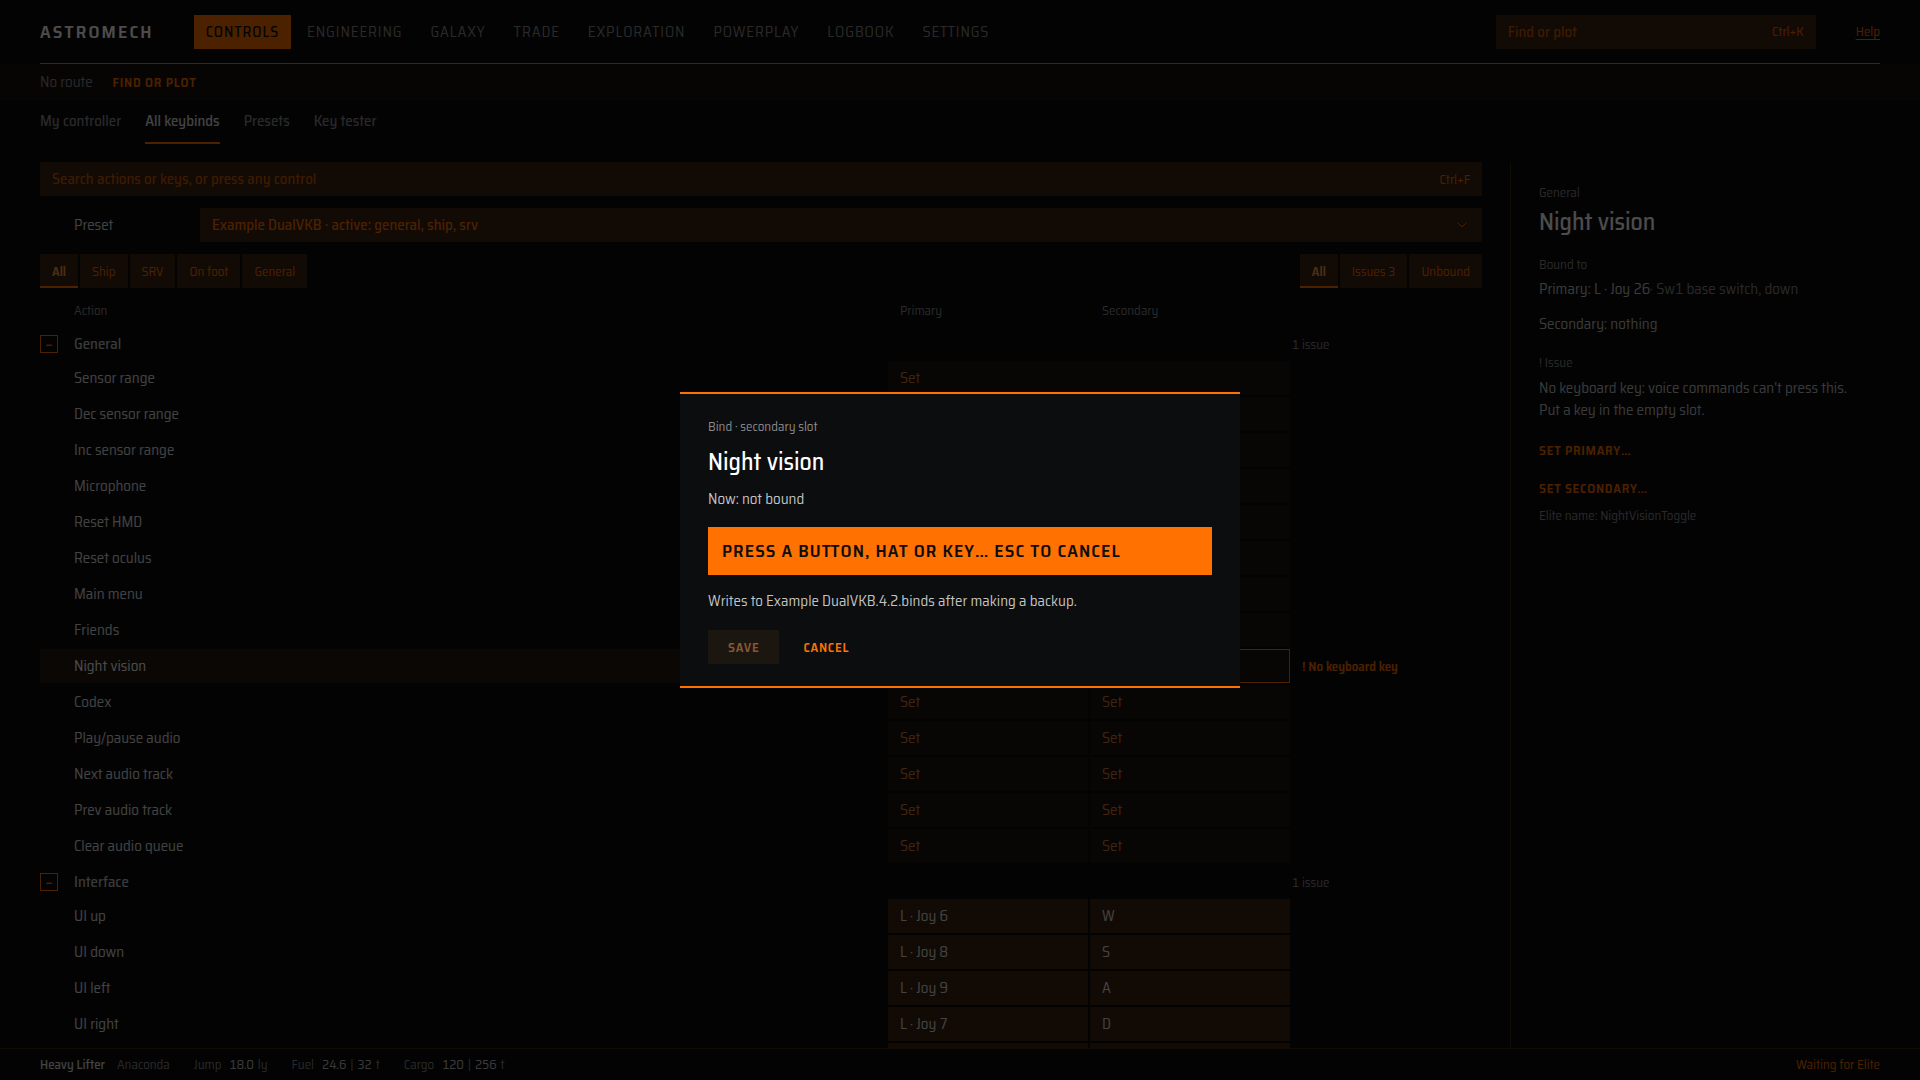 ASTROMECH CONTROLS ENGINEERING GALAXY TRADE EXPLORATION POWERPLAY LOGBOOK SETTINGS Find or plot Ctrl+K Help
No route FIND OR PLOT
My controller All keybinds Presets Key tester
Search actions or keys, or press any control Ctrl+F
Preset Example DualVKB · active: general, ship, srv
All Ship SRV On foot General All Issues 3 Unbound
Action Primary Secondary
General 1 issue
Sensor range Set
Dec sensor range
Inc sensor range
Microphone
Reset HMD
Reset oculus
Main menu
Friends
Night vision ! No keyboard key
Codex Set Set
Play/pause audio Set Set
Next audio track Set Set
Prev audio track Set Set
Clear audio queue Set Set
Interface 1 issue
UI up L · Joy 6 W
UI down L · Joy 8 S
UI left L · Joy 9 A
UI right L · Joy 7 D
Bind · secondary slot
Night vision
Now: not bound
PRESS A BUTTON, HAT OR KEY... ESC TO CANCEL
Writes to Example DualVKB.4.2.binds after making a backup.
SAVE CANCEL
General
Night vision
Bound to
Primary: L · Joy 26 · Sw1 base switch, down
Secondary: nothing
! Issue
No keyboard key: voice commands can't press this.
Put a key in the empty slot.
SET PRIMARY...
SET SECONDARY...
Elite name: NightVisionToggle
Heavy Lifter Anaconda Jump 18.0 ly Fuel 24.6 | 32 t Cargo 120 | 256 t Waiting for Elite